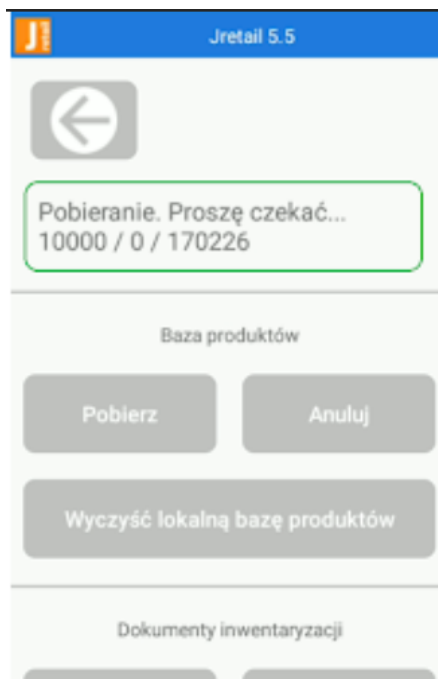 J retail
Jretail 5.5
Pobieranie. Proszę czekać...
10000 / 0 / 170226
Baza produktów
Pobierz
Anuluj
Wyczyść lokalną bazę produktów
Dokumenty inwentaryzacji